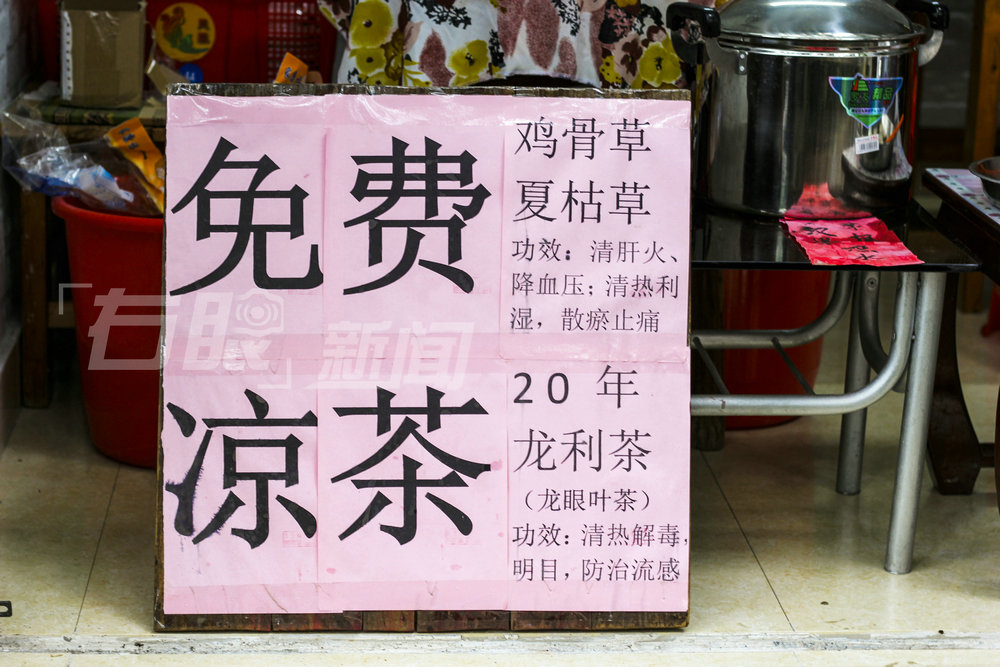 免费
凉茶
鸡骨草
夏枯草
功效：清肝火、
降血压；清热利
湿，散瘀止痛
20 年
龙利茶
（龙眼叶茶）
功效：清热解毒，
明目，防治流感
「右眼」新闻